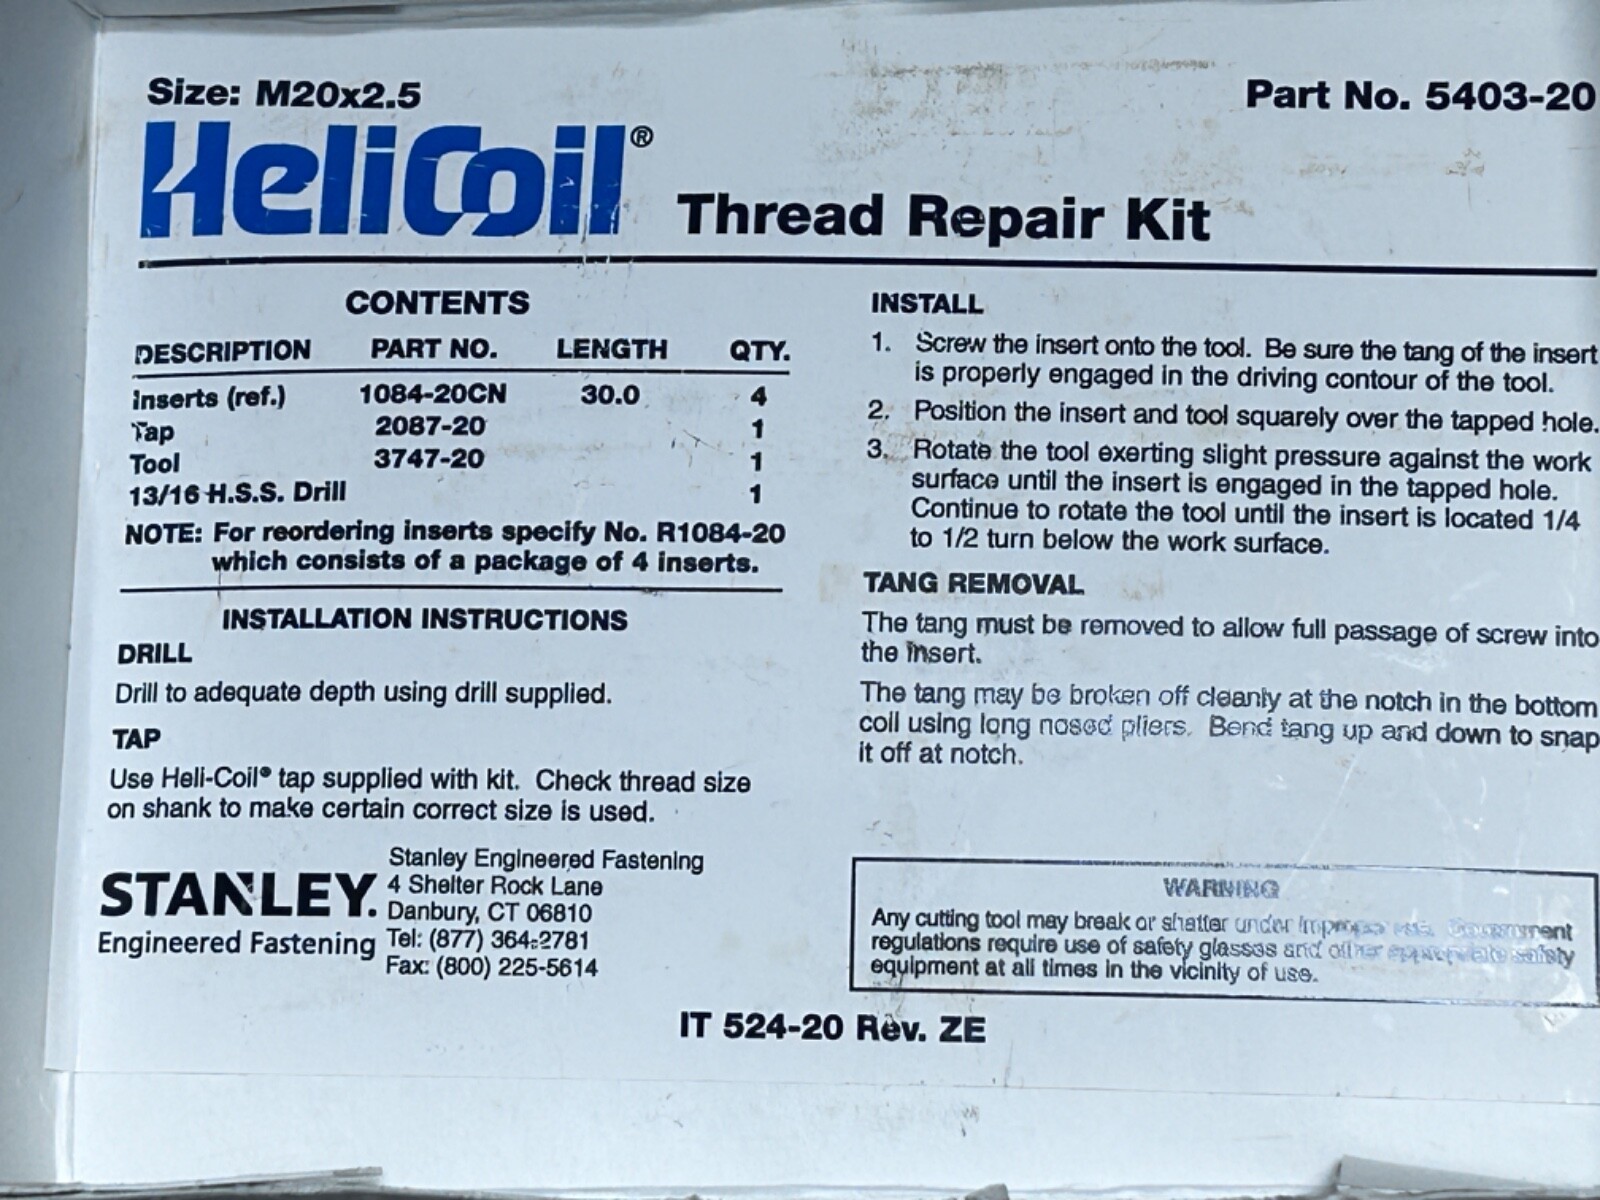 Size: M20x2.5
Part No. 5403-20
HeliCoil® Thread Repair Kit
CONTENTS
DESCRIPTION PART NO. LENGTH QTY.
Inserts (ref.) 1084-20CN 30.0 4
Tap 2087-20 1
Tool 3747-20 1
13/16 H.S.S. Drill 1
NOTE: For reordering inserts specify No. R1084-20
which consists of a package of 4 inserts.
INSTALLATION INSTRUCTIONS
DRILL
Drill to adequate depth using drill supplied.
TAP
Use Heli-Coil® tap supplied with kit. Check thread size
on shank to make certain correct size is used.
STANLEY.
Engineered Fastening
Stanley Engineered Fastening
4 Shelter Rock Lane
Danbury, CT 06810
Tel: (877) 364-2781
Fax: (800) 225-5614
INSTALL
1. Screw the insert onto the tool. Be sure the tang of the insert
is properly engaged in the driving contour of the tool.
2. Position the insert and tool squarely over the tapped hole.
3. Rotate the tool exerting slight pressure against the work
surface until the insert is engaged in the tapped hole.
Continue to rotate the tool until the insert is located 1/4
to 1/2 turn below the work surface.
TANG REMOVAL
The tang must be removed to allow full passage of screw into
the insert.
The tang may be broken off cleanly at the notch in the bottom
coil using long nosed pliers. Bend tang up and down to snap
it off at notch.
WARNING
Any cutting tool may break or shatter under improper use. Government
regulations require use of safety glasses and other appropriate safety
equipment at all times in the vicinity of use.
IT 524-20 Rev. ZE